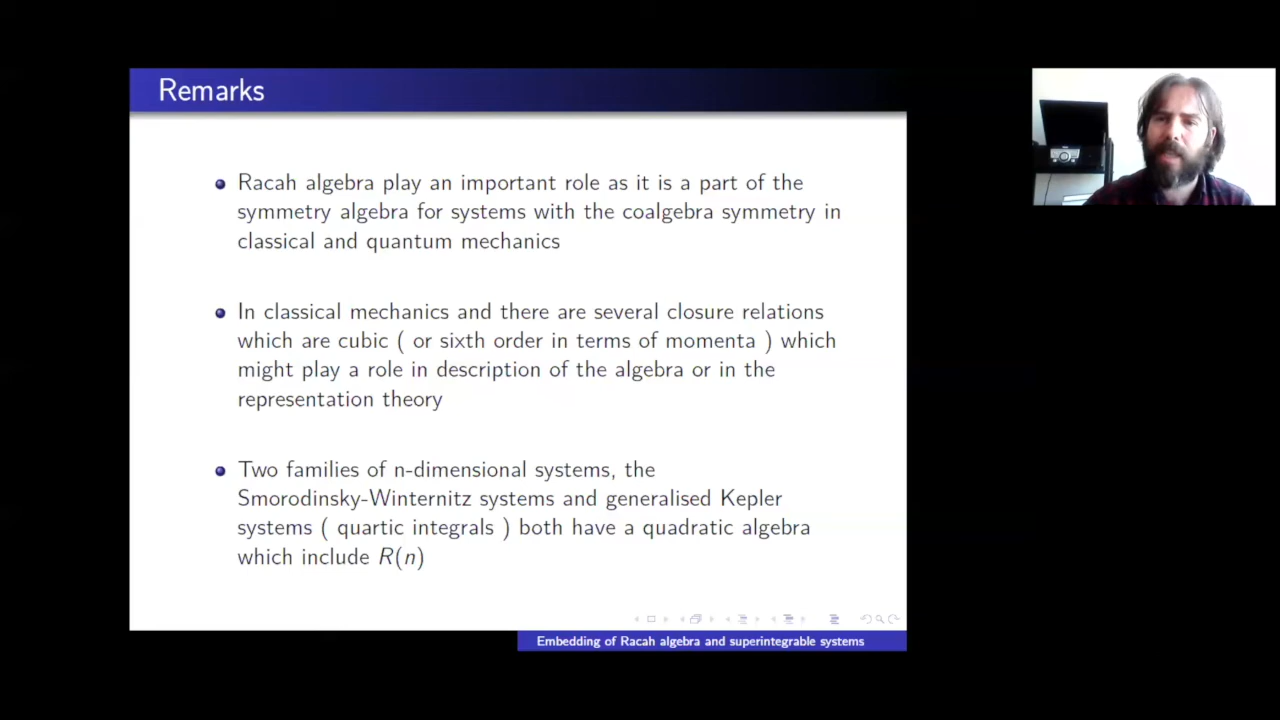 Remarks
Racah algebra play an important role as it is a part of the
symmetry algebra for systems with the coalgebra symmetry in
classical and quantum mechanics
In classical mechanics and there are several closure relations
which are cubic ( or sixth order in terms of momenta ) which
might play a role in description of the algebra or in the
representation theory
Two families of n-dimensional systems, the
Smorodinsky-Winternitz systems and generalised Kepler
systems ( quartic integrals ) both have a quadratic algebra
which include R(n)
Embedding of Racah algebra and superintegrable systems